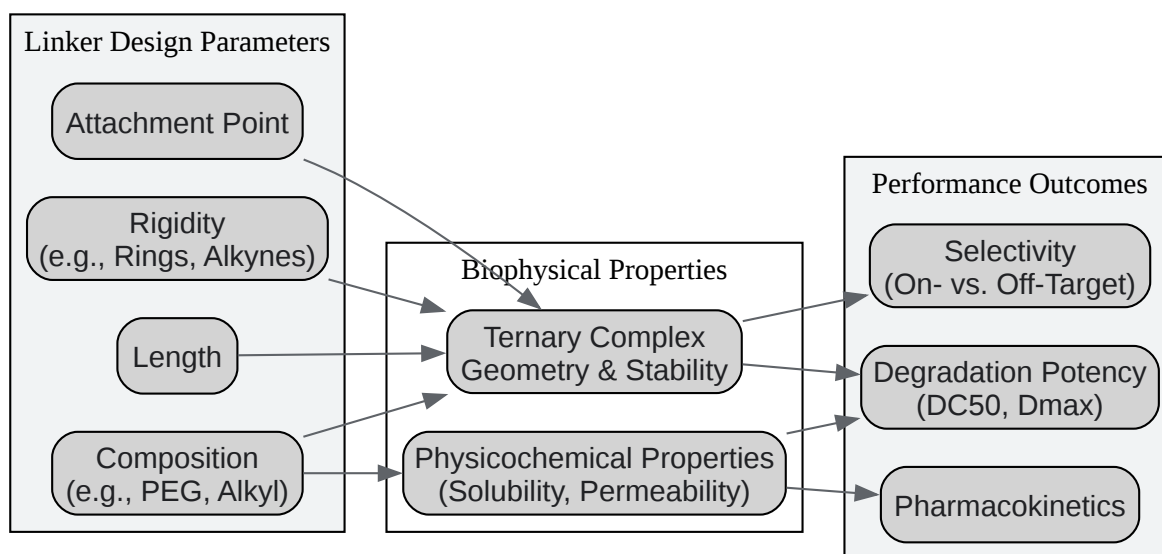 Linker Design Parameters
Attachment Point
Rigidity
(e.g., Rings, Alkynes)
Length
Composition
(e.g., PEG, Alkyl)
Biophysical Properties
Ternary Complex
Geometry & Stability
Physicochemical Properties
(Solubility, Permeability)
Performance Outcomes
Selectivity
(On- vs. Off-Target)
Degradation Potency
(DC50, Dmax)
Pharmacokinetics